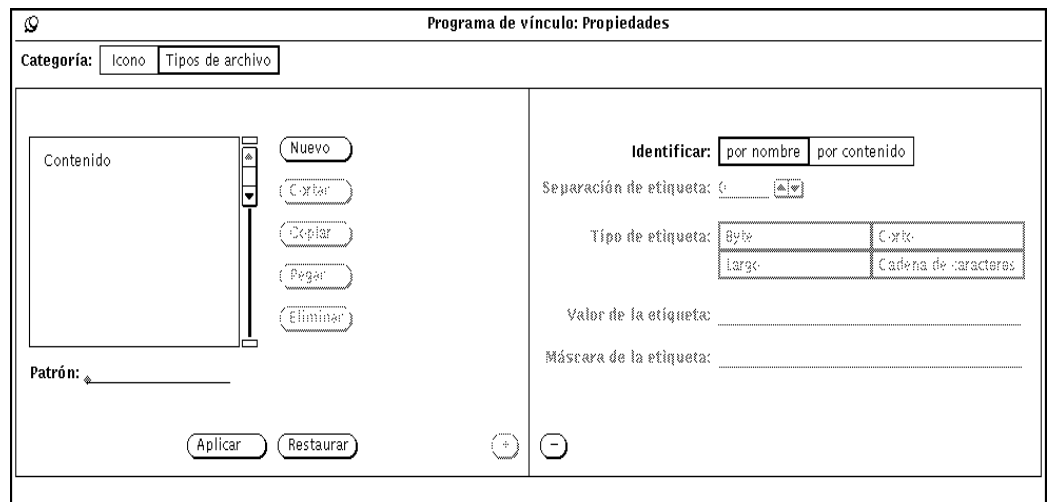 Programa de vínculo: Propiedades
Categoría: Icono Tipos de archivo
Contenido
Nuevo
Cortar
Copiar
Pegar
Eliminar
Patrón:
Aplicar Restaurar
+
Identificar: por nombre por contenido
Separación de etiqueta: 0
Tipo de etiqueta: Byte Corto
Largo Cadena de caracteres
Valor de la etiqueta:
Máscara de la etiqueta:
−